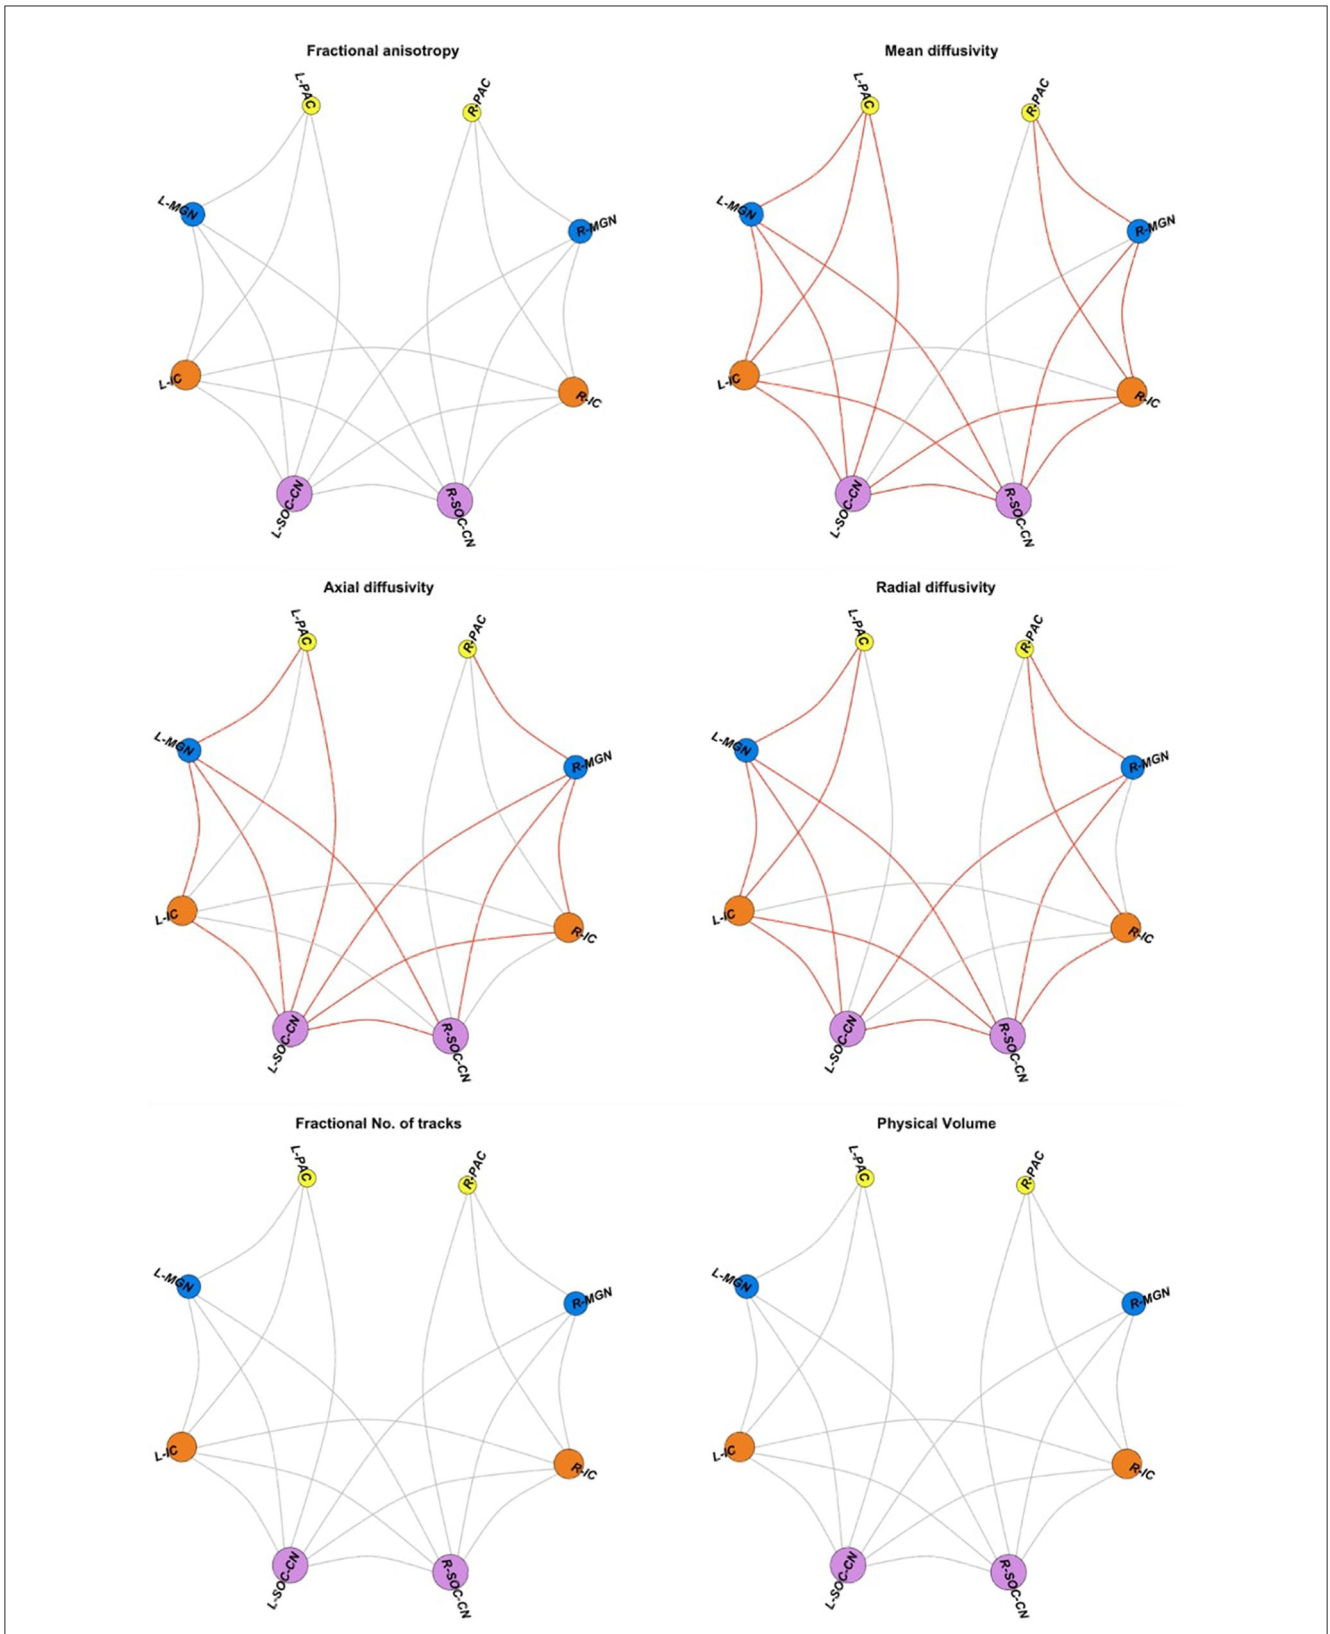 Fractional anisotropy
Mean diffusivity
L-PAC
R-PAC
L-PAC
R-PAC
L-MGN
R-MGN
L-MGN
R-MGN
L-IC
R-IC
L-IC
R-IC
L-SOC-CN
R-SOC-CN
L-SOC-CN
R-SOC-CN
Axial diffusivity
Radial diffusivity
L-PAC
R-PAC
L-PAC
R-PAC
L-MGN
R-MGN
L-MGN
R-MGN
L-IC
R-IC
L-IC
R-IC
L-SOC-CN
R-SOC-CN
L-SOC-CN
R-SOC-CN
Fractional No. of tracks
Physical Volume
L-PAC
R-PAC
L-PAC
R-PAC
L-MGN
R-MGN
L-MGN
R-MGN
L-IC
R-IC
L-IC
R-IC
L-SOC-CN
R-SOC-CN
L-SOC-CN
R-SOC-CN